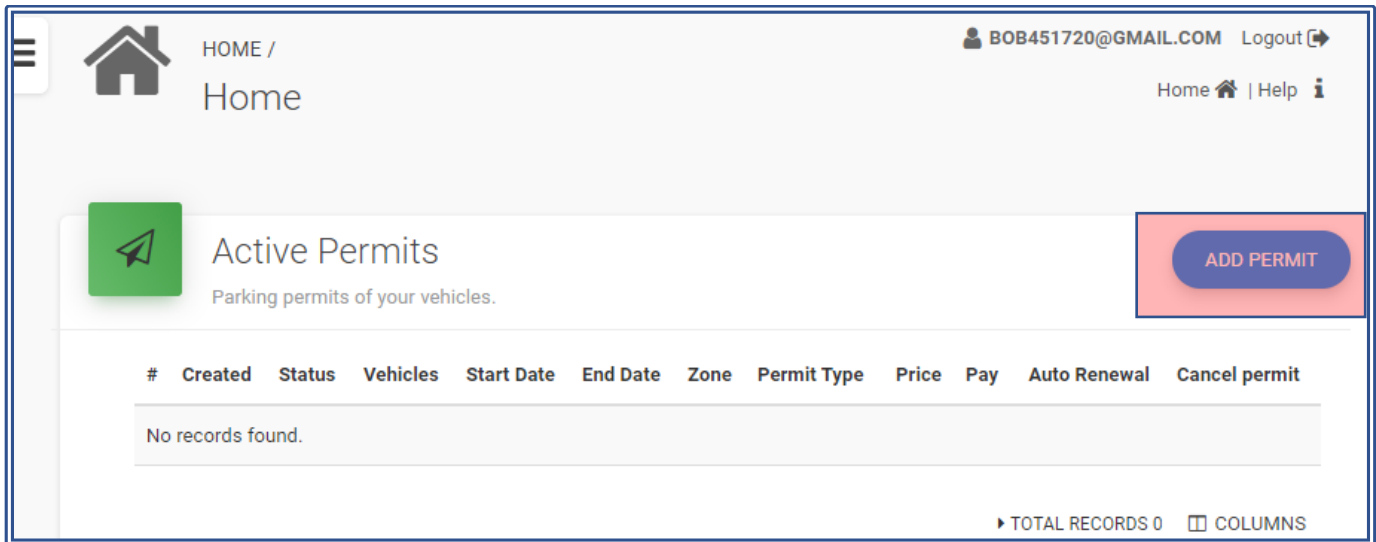 HOME /
Home
BOB451720@GMAIL.COM Logout
Home | Help
Active Permits
Parking permits of your vehicles.
ADD PERMIT
# Created Status Vehicles Start Date End Date Zone Permit Type Price Pay Auto Renewal Cancel permit
No records found.
TOTAL RECORDS 0 COLUMNS